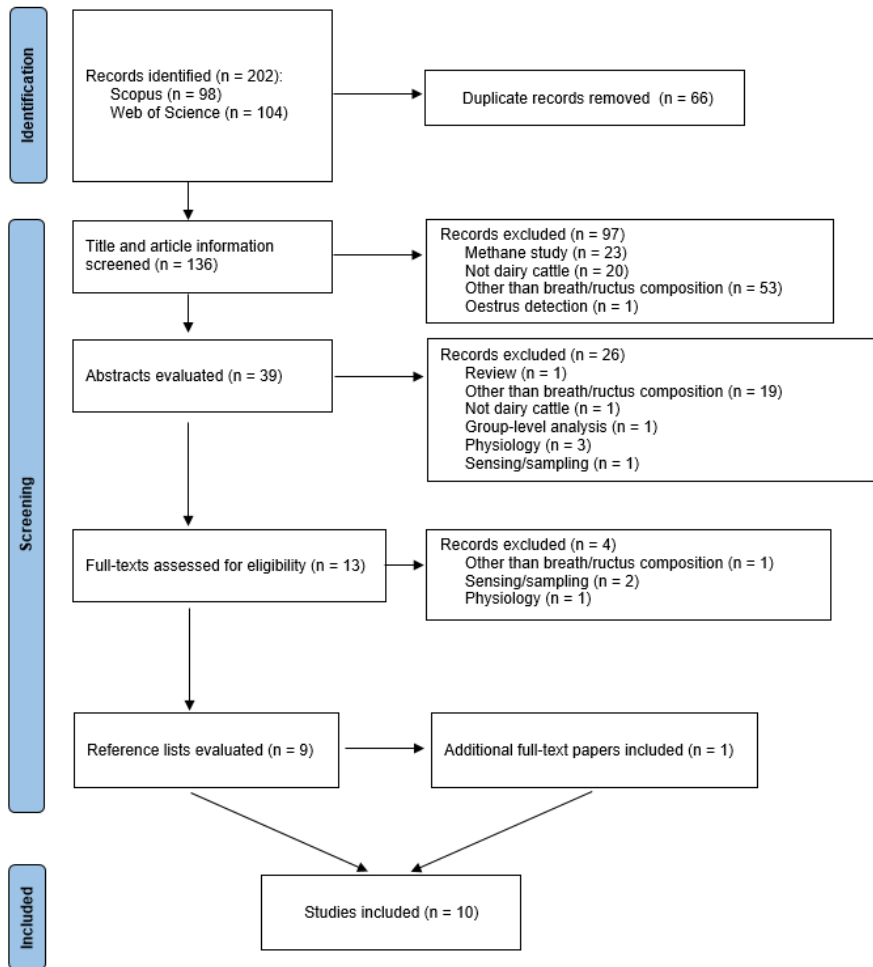 Identification
Records identified (n = 202):
Scopus (n = 98)
Web of Science (n = 104)
Duplicate records removed (n = 66)
Screening
Title and article information
screened (n = 136)
Records excluded (n = 97)
Methane study (n = 23)
Not dairy cattle (n = 20)
Other than breath/ructus composition (n = 53)
Oestrus detection (n = 1)
Abstracts evaluated (n = 39)
Records excluded (n = 26)
Review (n = 1)
Other than breath/ructus composition (n = 19)
Not dairy cattle (n = 1)
Group-level analysis (n = 1)
Physiology (n = 3)
Sensing/sampling (n = 1)
Full-texts assessed for eligibility (n = 13)
Records excluded (n = 4)
Other than breath/ructus composition (n = 1)
Sensing/sampling (n = 2)
Physiology (n = 1)
Reference lists evaluated (n = 9)
Additional full-text papers included (n = 1)
Included
Studies included (n = 10)